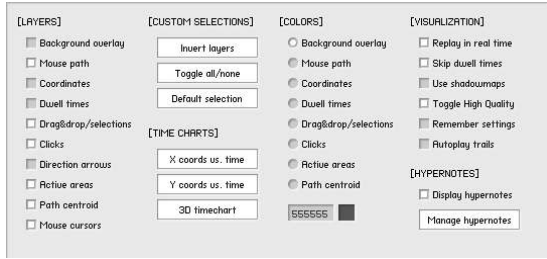 [LAYERS]
Background overlay
Mouse path
Coordinates
Dwell times
Drag&drop/selections
Clicks
Direction arrows
Active areas
Path centroid
Mouse cursors
[CUSTOM SELECTIONS]
Invert layers
Toggle all/none
Default selection
[TIME CHARTS]
X coords vs. time
Y coords vs. time
3D timechart
[COLORS]
Background overlay
Mouse path
Coordinates
Dwell times
Drag&drop/selections
Clicks
Active areas
Path centroid
555555
[VISUALIZATION]
Replay in real time
Skip dwell times
Use shadowmaps
Toggle High Quality
Remember settings
Autoplay trails
[HYPERNOTES]
Display hypernotes
Manage hypernotes